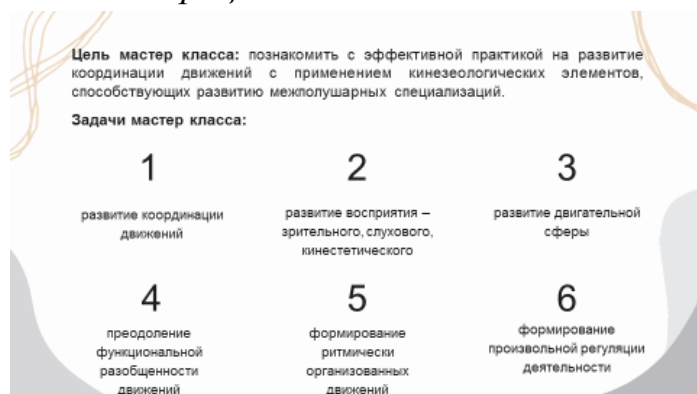 Цель мастер класса: познакомить с эффективной практикой на развитие
координации движений с применением кинезеологических элементов,
способствующих развитию межполушарных специализаций.
Задачи мастер класса:
1
2
3
развитие координации
движений
развитие восприятия –
зрительного, слухового,
кинестетического
развитие двигательной
сферы
4
5
6
преодоление
функциональной
разобщенности
движений
формирование
ритмически
организованных
движений
формирование
произвольной регуляции
деятельности